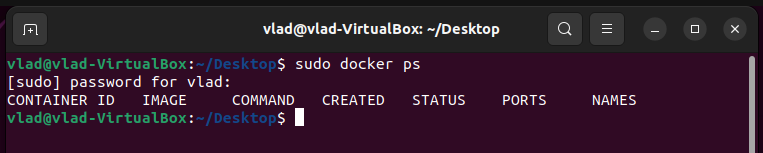 vlad@vlad-VirtualBox: ~/Desktop
vlad@vlad-VirtualBox:~/Desktop$ sudo docker ps
[sudo] password for vlad:
CONTAINER ID   IMAGE     COMMAND   CREATED   STATUS    PORTS     NAMES
vlad@vlad-VirtualBox:~/Desktop$